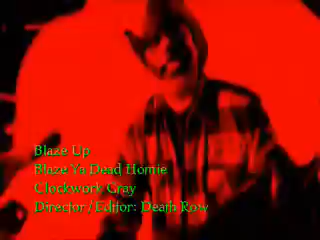 Blaze Up
Blaze Ya Dead Homie
Clockwork Gray
Director/Editor: Death Row